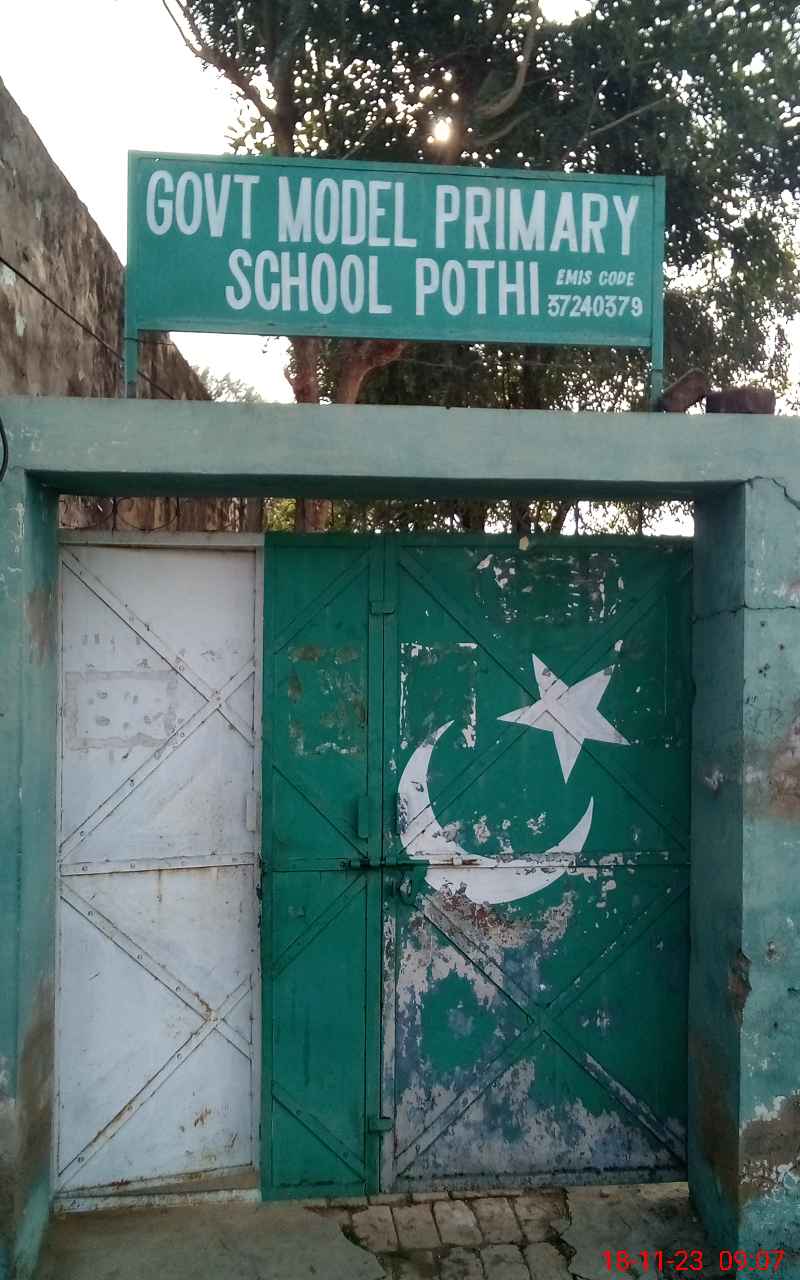 GOVT MODEL PRIMARY
SCHOOL POTHI EMIS CODE
37240379
18-11-23 09:07